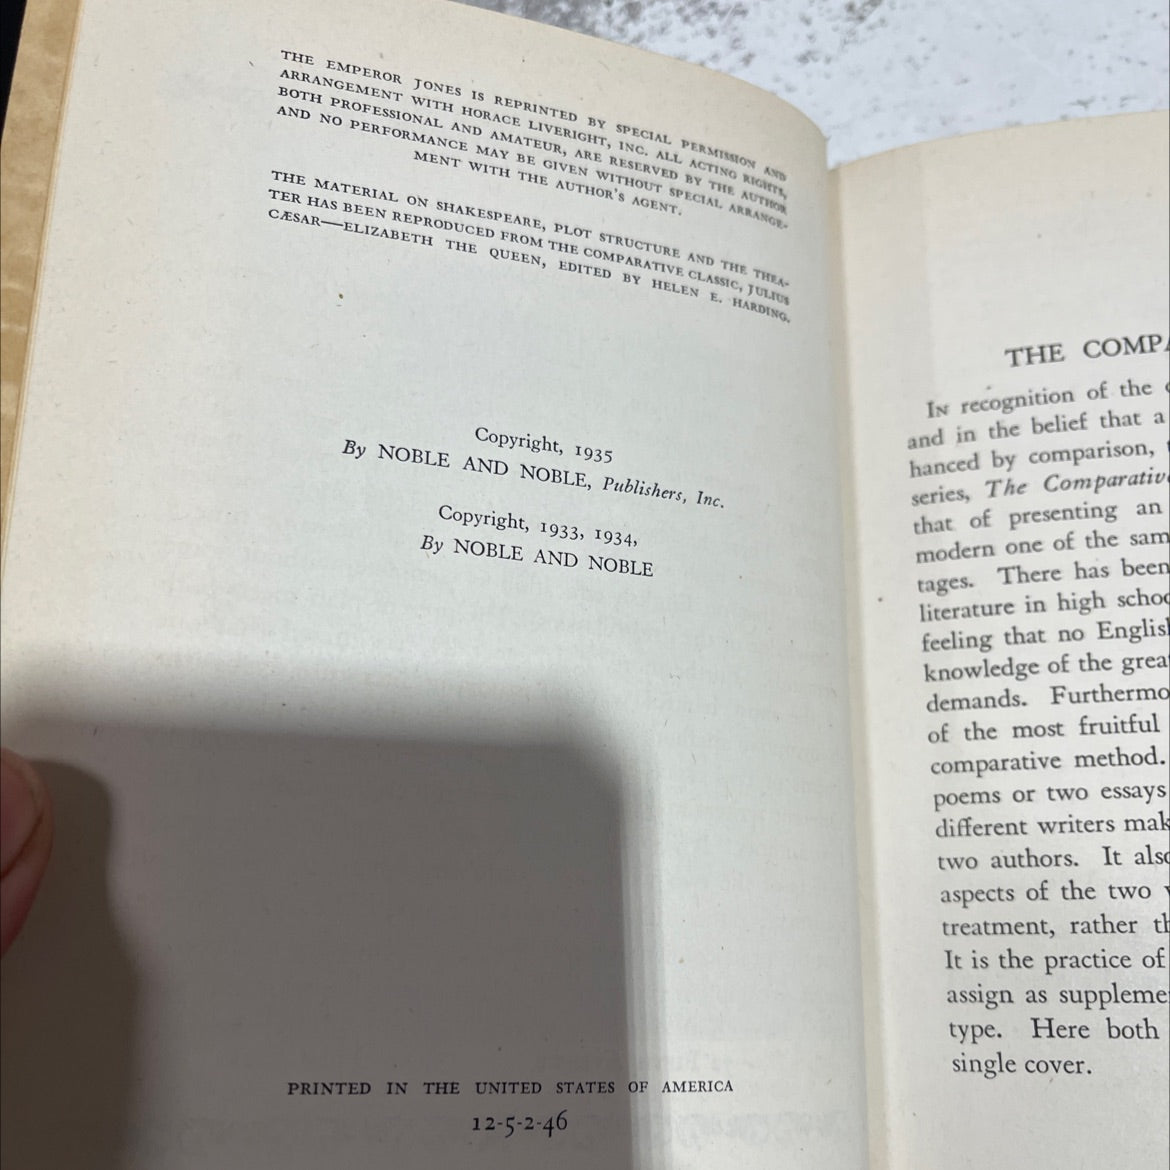 THE EMPEROR JONES IS REPRINTED BY SPECIAL PERMISSION AND
ARRANGEMENT WITH HORACE LIVERIGHT, INC. ALL ACTING RIGHTS,
BOTH PROFESSIONAL AND AMATEUR, ARE RESERVED BY THE AUTHOR
AND NO PERFORMANCE MAY BE GIVEN WITHOUT SPECIAL ARRANGE-
MENT WITH THE AUTHOR'S AGENT.
THE MATERIAL ON SHAKESPEARE, PLOT STRUCTURE AND THE THEA-
TER HAS BEEN REPRODUCED FROM THE COMPARATIVE CLASSIC, JULIUS
CÆSAR—ELIZABETH THE QUEEN, EDITED BY HELEN E. HARDING.
Copyright, 1935
By NOBLE AND NOBLE, Publishers, Inc.
Copyright, 1933, 1934,
By NOBLE AND NOBLE
PRINTED IN THE UNITED STATES OF AMERICA
12-5-2-46
THE COMPA
In recognition of the
and in the belief that a
hanced by comparison,
series, The Comparative
that of presenting an
modern one of the sam
tages. There has been
literature in high schoo
feeling that no Englis
knowledge of the grea
demands. Furthermo
of the most fruitful
comparative method.
poems or two essays
different writers mak
two authors. It also
aspects of the two
treatment, rather th
It is the practice of
assign as suppleme
type. Here both
single cover.